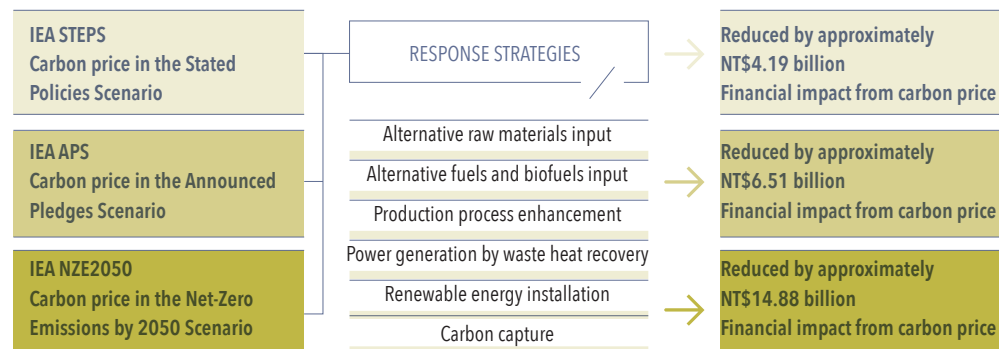 IEA STEPS
Carbon price in the Stated
Policies Scenario
IEA APS
Carbon price in the Announced
Pledges Scenario
IEA NZE2050
Carbon price in the Net-Zero
Emissions by 2050 Scenario
RESPONSE STRATEGIES
Alternative raw materials input
Alternative fuels and biofuels input
Production process enhancement
Power generation by waste heat recovery
Renewable energy installation
Carbon capture
Reduced by approximately
NT$4.19 billion
Financial impact from carbon price
Reduced by approximately
NT$6.51 billion
Financial impact from carbon price
Reduced by approximately
NT$14.88 billion
Financial impact from carbon price